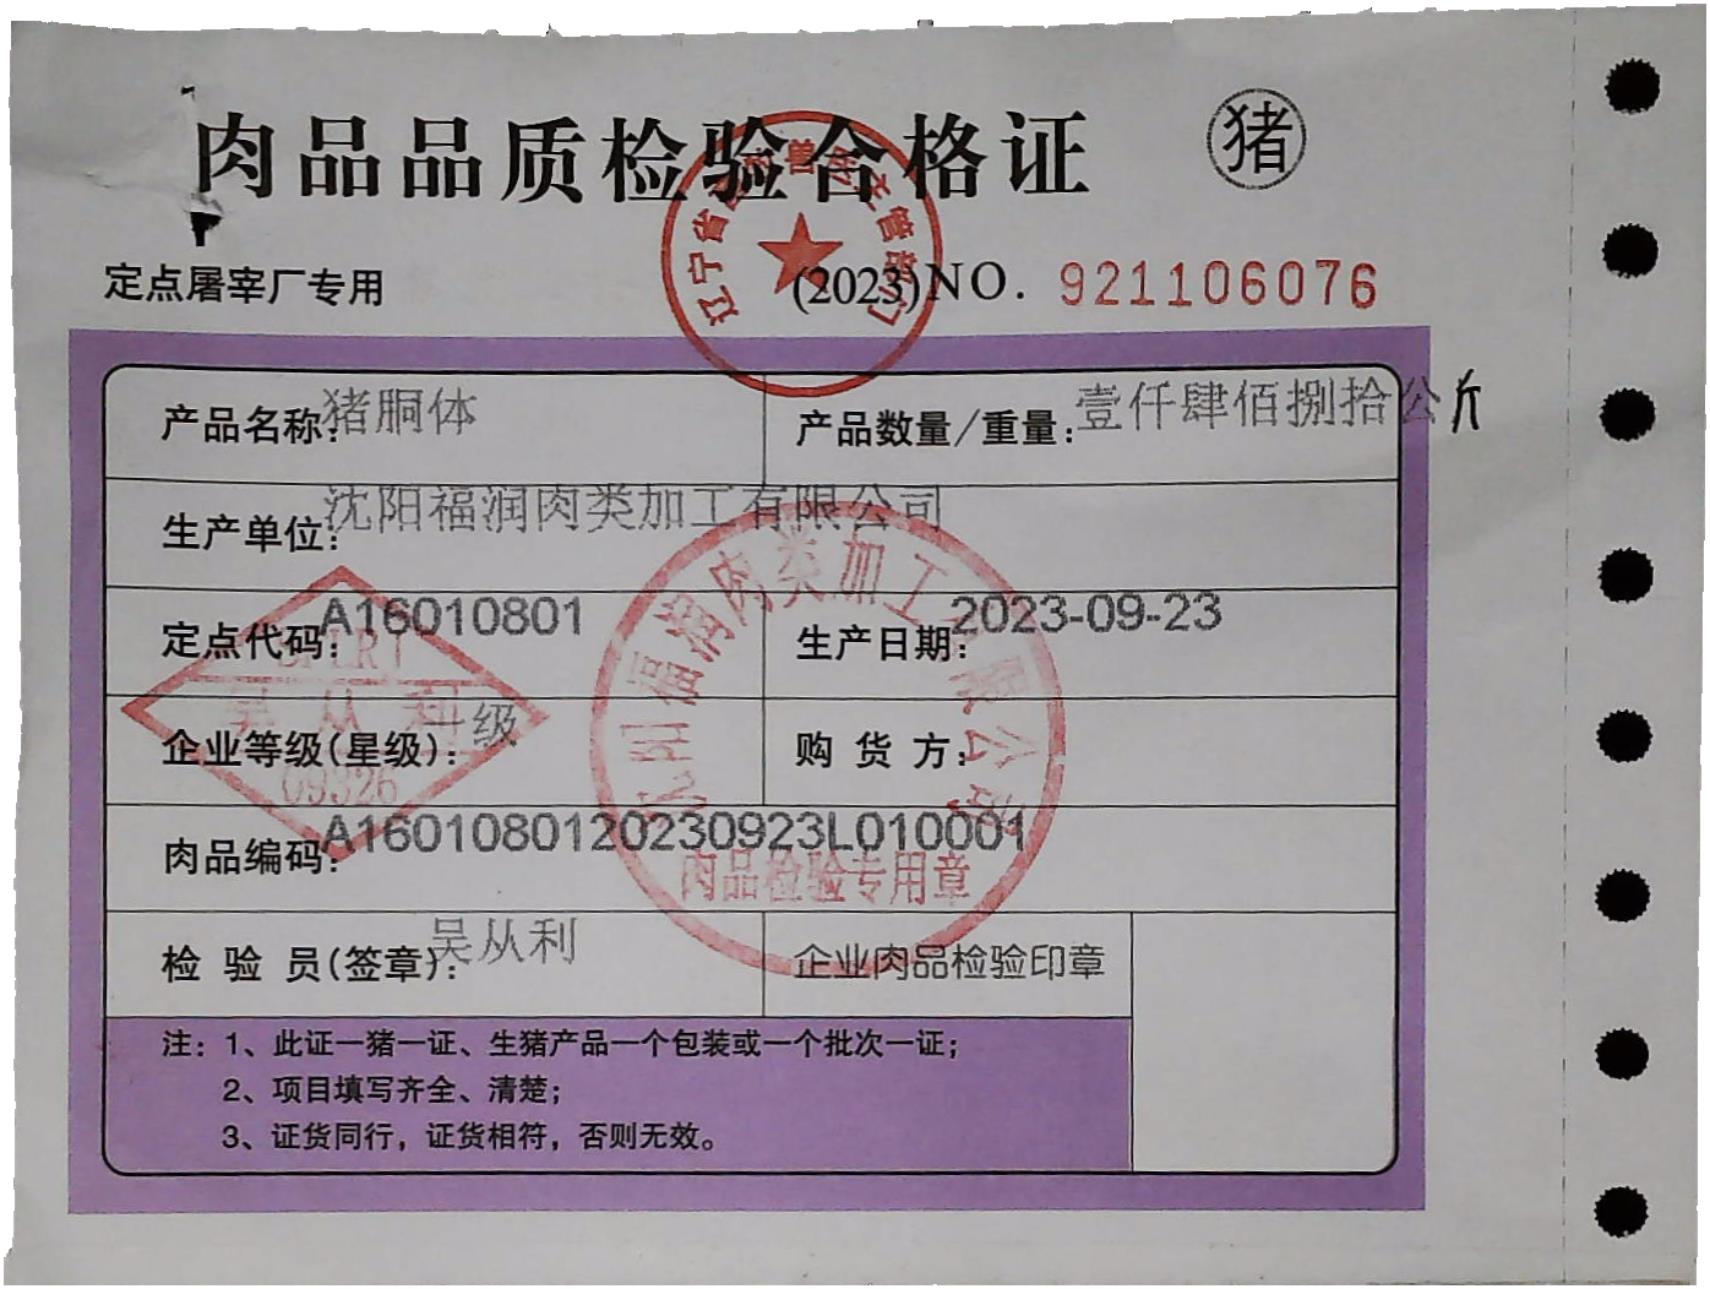 肉品品质检验合格证 猪
定点屠宰厂专用 (2023)NO. 921106076
产品名称:猪胴体 产品数量/重量:壹仟肆佰捌拾公斤
生产单位:沈阳福润肉类加工有限公司
定点代码:A16010801 生产日期:2023-09-23
企业等级(星级):一级 购 货 方:
肉品编码:A1601080120230923L010001
检 验 员(签章):吴从利 企业肉品检验印章
注:1、此证一猪一证、生猪产品一个包装或一个批次一证;
2、项目填写齐全、清楚;
3、证货同行,证货相符,否则无效。
吴从利
09326
福润肉类加工有限公司
肉品检验专用章